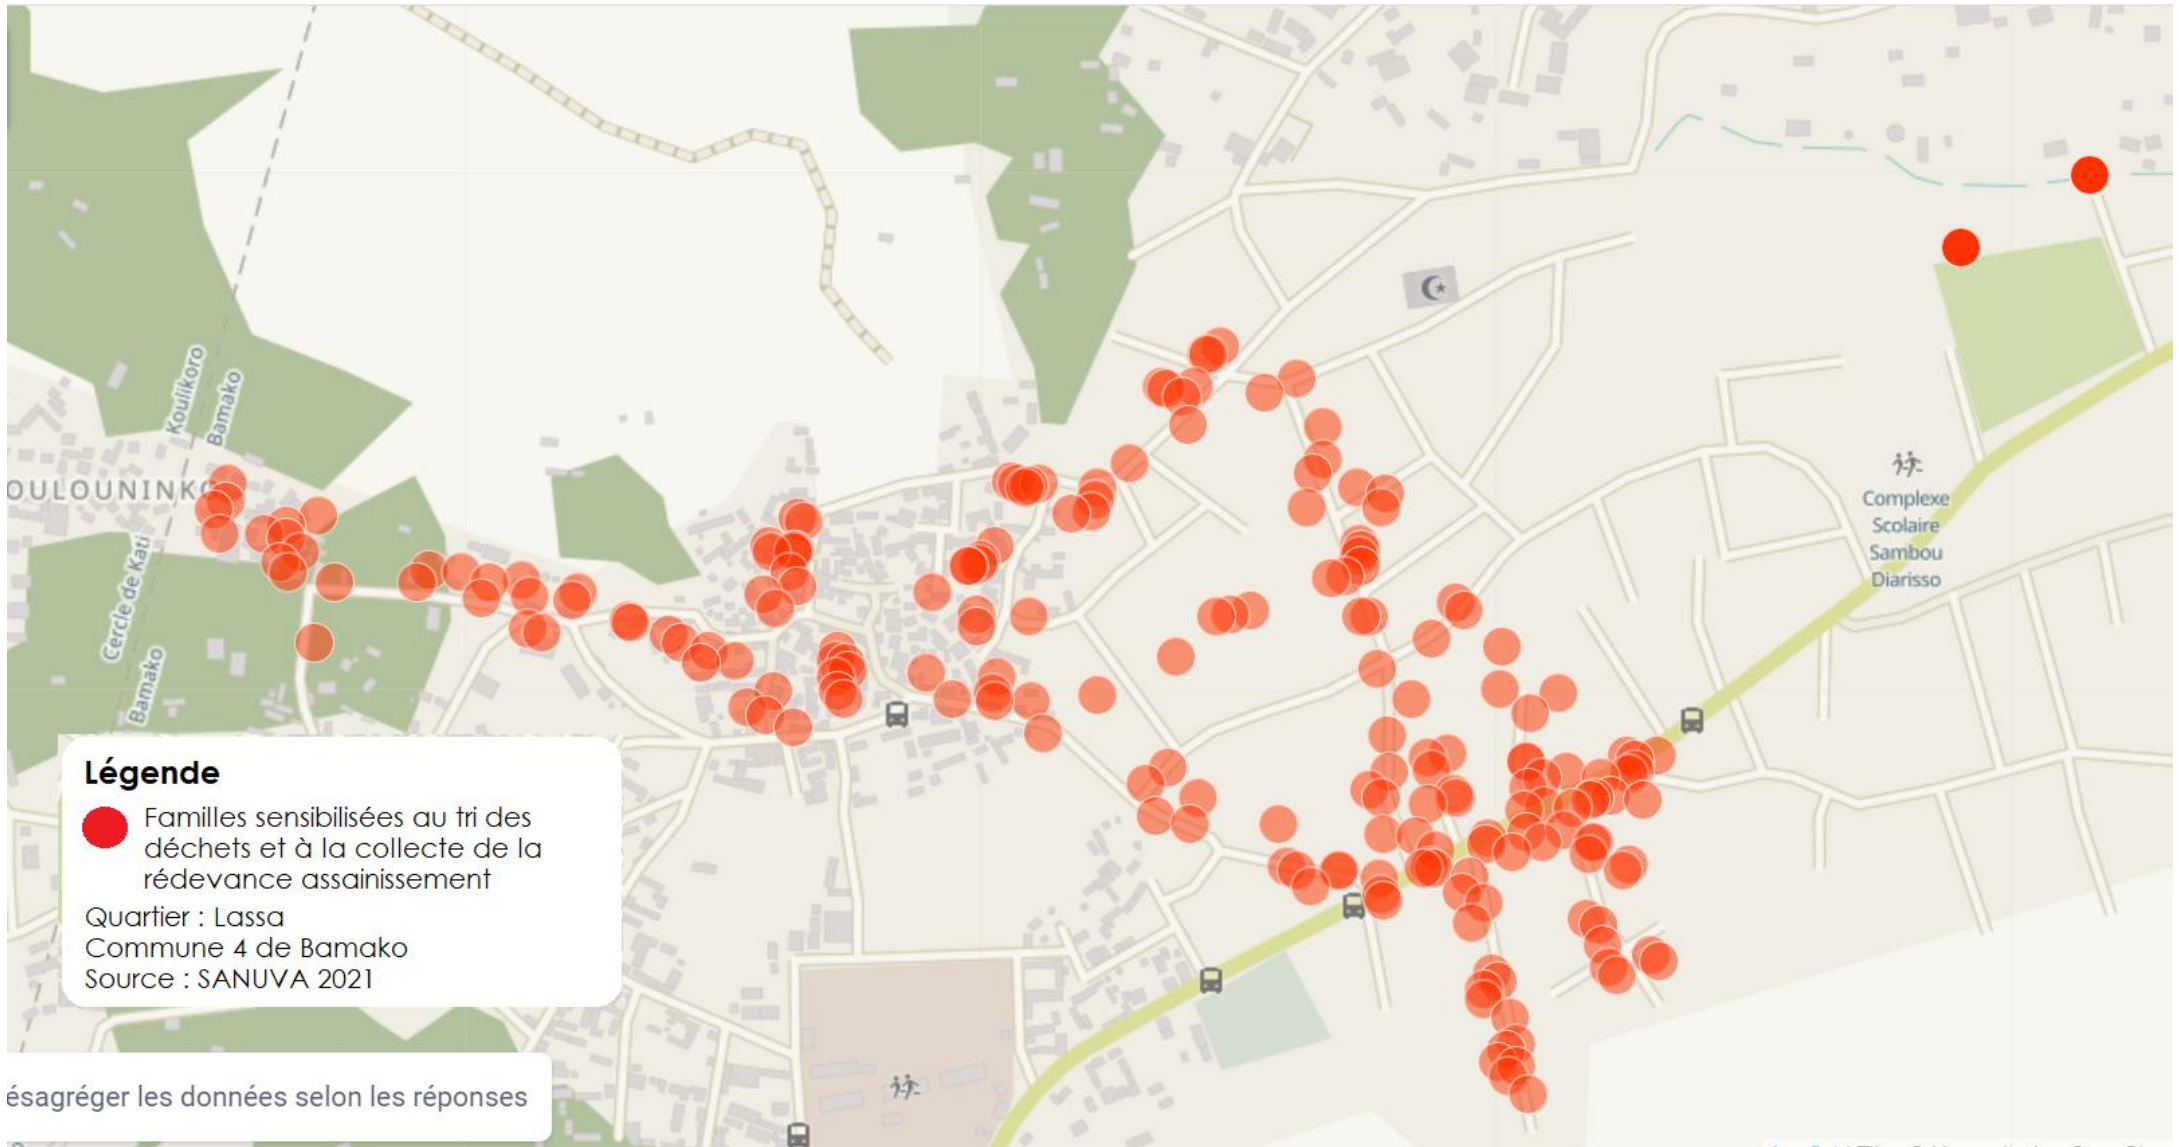 OULOUNINKO
Koulikoro
Bamako
Cercle de Kati
Bamako
Complexe
Scolaire
Sambou
Diarisso
Légende
Familles sensibilisées au tri des
déchets et à la collecte de la
rédevance assainissement
Quartier : Lassa
Commune 4 de Bamako
Source : SANUVA 2021
ésagréger les données selon les réponses